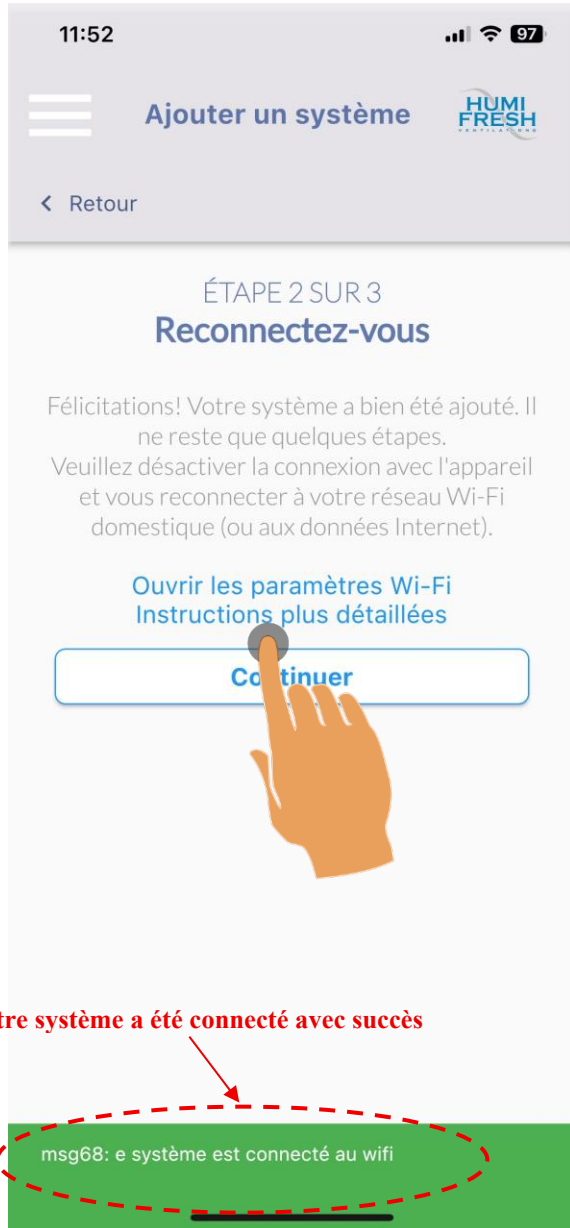 11:52
97
Ajouter un système
HUMI
FRESH
VENTILATIONS
Retour
ÉTAPE 2 SUR 3
Reconnectez-vous
Félicitations! Votre système a bien été ajouté. Il
ne reste que quelques étapes.
Veuillez désactiver la connexion avec l'appareil
et vous reconnecter à votre réseau Wi-Fi
domestique (ou aux données Internet).
Ouvrir les paramètres Wi-Fi
Instructions plus détaillées
tre système a été connecté avec succès
msg68: e système est connecté au wifi